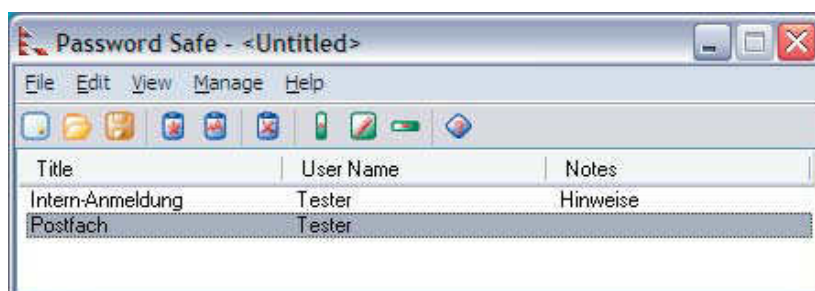 Password Safe - <Untitled>
File Edit View Manage Help
Title User Name Notes
Intern-Anmeldung Tester Hinweise
Postfach Tester